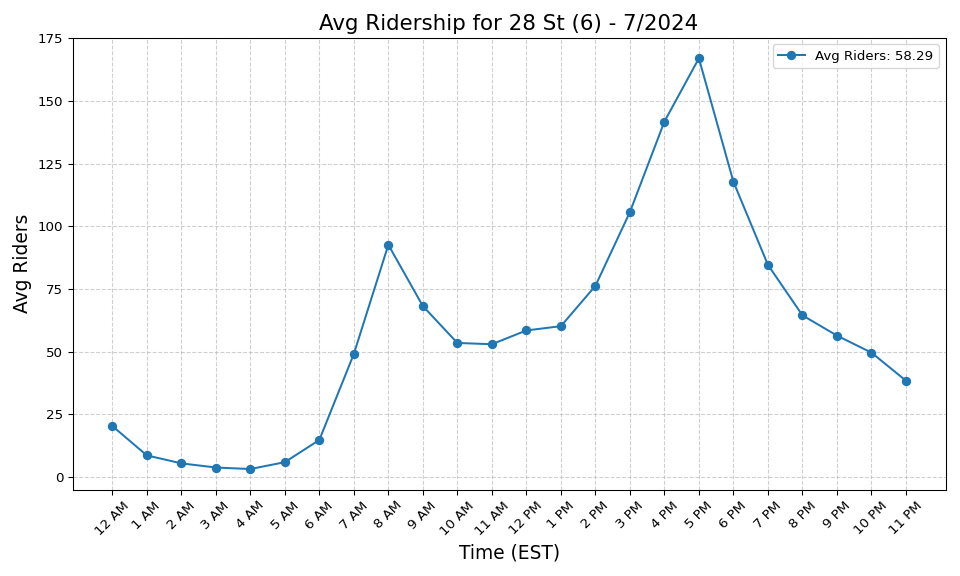 Avg Ridership for 28 St (6) - 7/2024
Avg Riders: 58.29
175
150
125
100
75
50
25
0
Avg Riders
12 AM
1 AM
2 AM
3 AM
4 AM
5 AM
6 AM
7 AM
8 AM
9 AM
10 AM
11 AM
12 PM
1 PM
2 PM
3 PM
4 PM
5 PM
6 PM
7 PM
8 PM
9 PM
10 PM
11 PM
Time (EST)